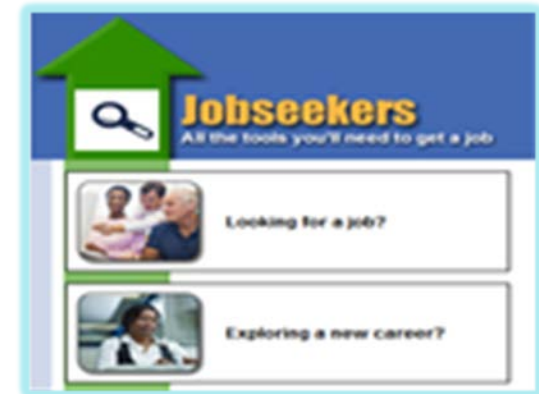 Jobseekers
All the tools you'll need to get a job
Looking for a job?
Exploring a new career?